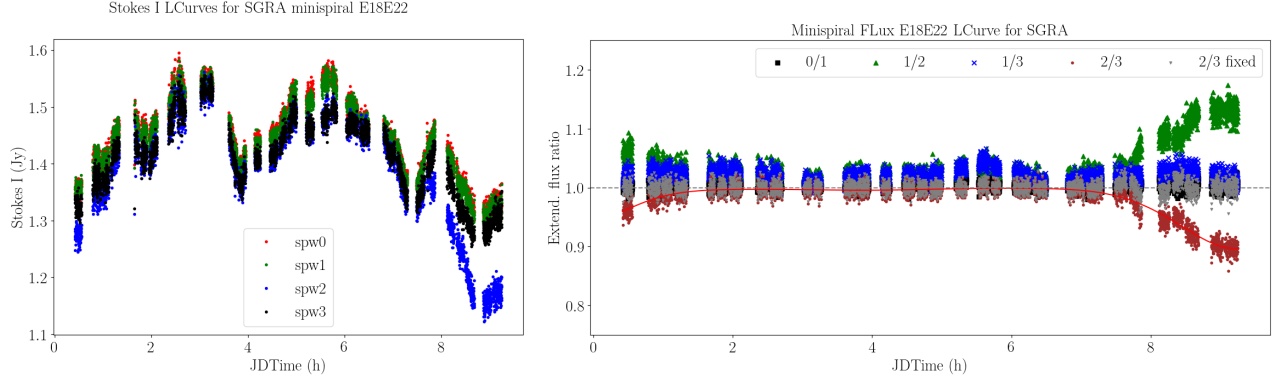 Stokes I LCurves for SGRA minispiral E18E22
1.6
1.5
1.4
1.3
1.2
1.1
Stokes I (Jy)
spw0
spw1
spw2
spw3
0 2 4 6 8
JDTime (h)
Minispiral FLux E18E22 LCurve for SGRA
0/1 1/2 1/3 2/3 2/3 fixed
1.2
1.1
1.0
0.9
0.8
Extend. flux ratio
0 2 4 6 8
JDTime (h)